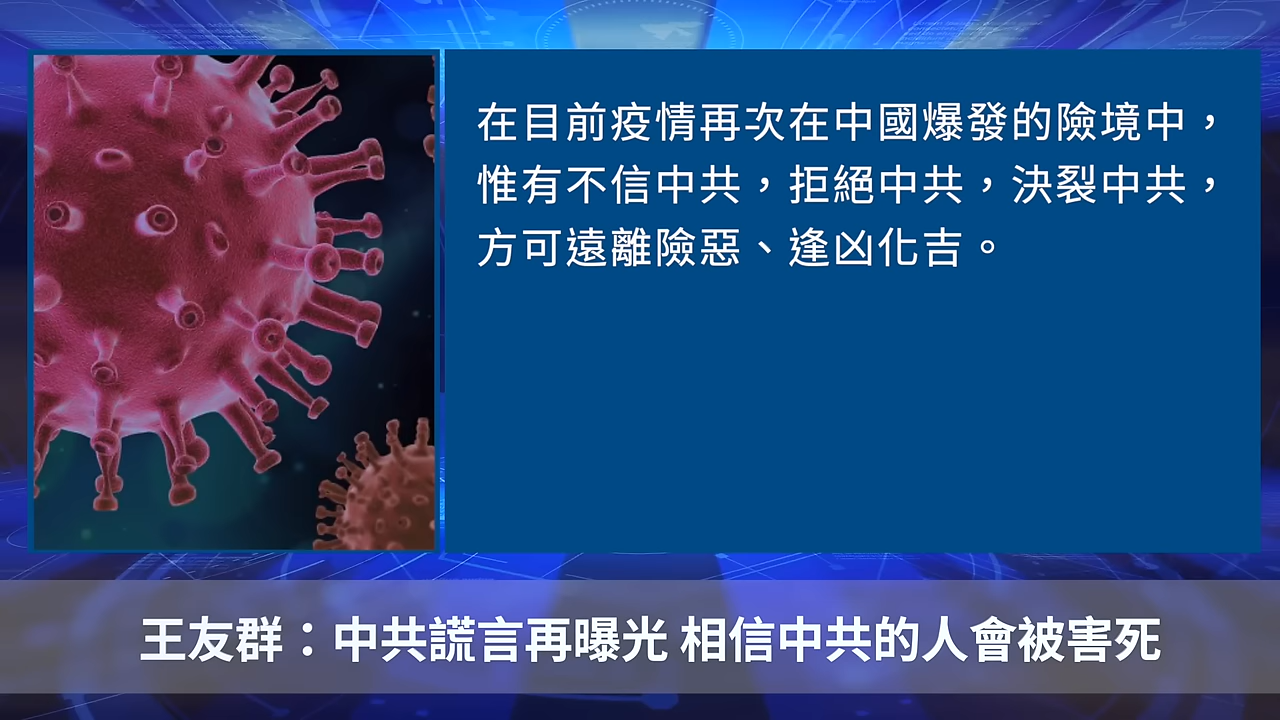 在目前疫情再次在中國爆發的險境中，
惟有不信中共，拒絕中共，決裂中共，
方可遠離險惡、逢凶化吉。
王友群：中共謊言再曝光 相信中共的人會被害死